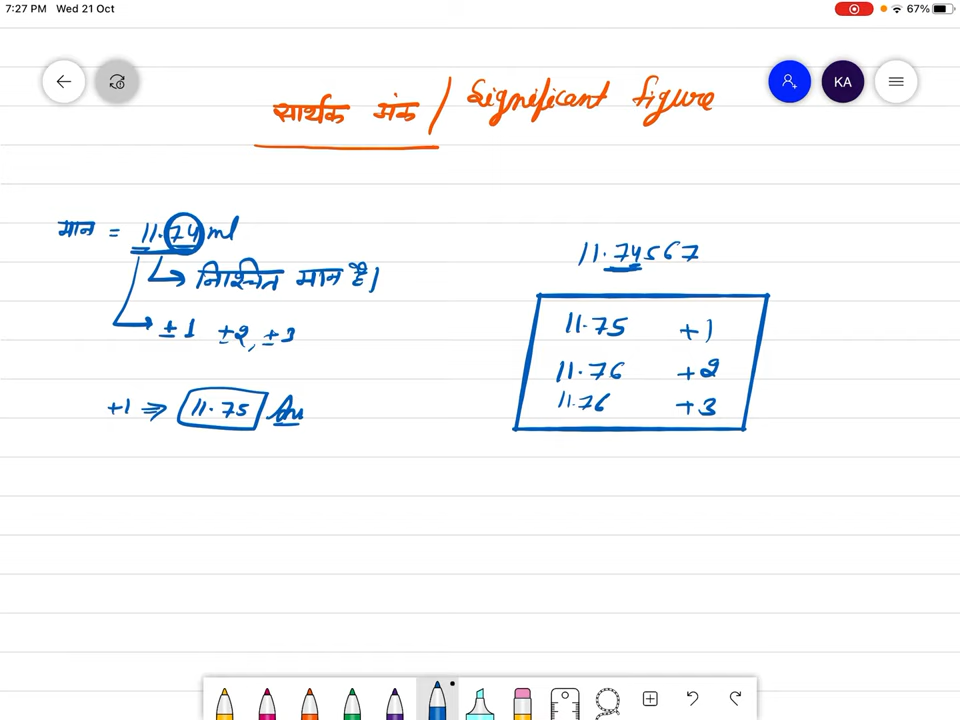 7:27 PM Wed 21 Oct
67%
KA
सार्थक अंक / Significant figure
मान = 11.74 ml
निश्चित मान है।
±1 ±2, ±3
+1 ⇒ 11.75 Ans
11.74567
11.75 +1
11.76 +2
11.76 +3